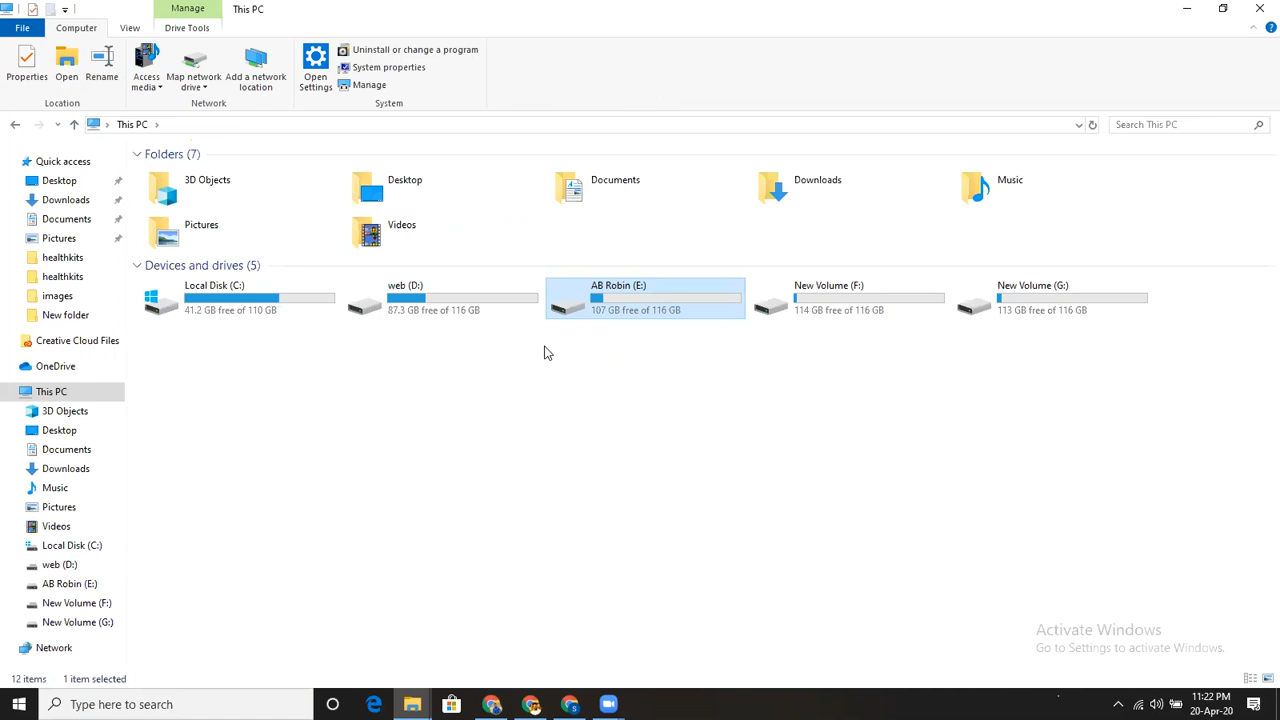 Manage
This PC
File
Computer
View
Drive Tools
Properties
Open
Rename
Access media
Map network drive
Add a network location
Open Settings
Uninstall or change a program
System properties
Manage
Location
Network
System
This PC
Search This PC
Quick access
Desktop
Downloads
Documents
Pictures
healthkits
healthkits
images
New folder
Creative Cloud Files
OneDrive
This PC
3D Objects
Desktop
Documents
Downloads
Music
Pictures
Videos
Local Disk (C:)
web (D:)
AB Robin (E:)
New Volume (F:)
New Volume (G:)
Network
Folders (7)
3D Objects
Desktop
Documents
Downloads
Music
Pictures
Videos
Devices and drives (5)
Local Disk (C:)
41.2 GB free of 110 GB
web (D:)
87.3 GB free of 116 GB
AB Robin (E:)
107 GB free of 116 GB
New Volume (F:)
114 GB free of 116 GB
New Volume (G:)
113 GB free of 116 GB
Activate Windows
Go to Settings to activate Windows.
12 items
1 item selected
Type here to search
11:22 PM
20-Apr-20